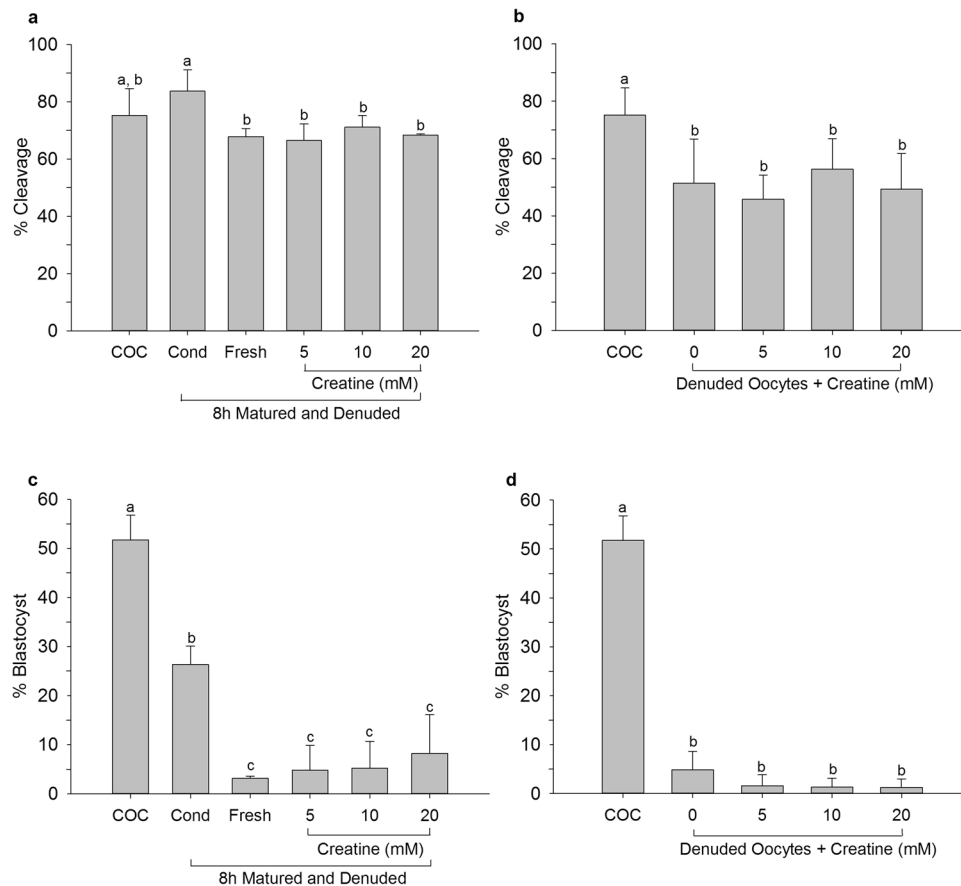 a
100
80
60
40
20
0
% Cleavage
a, b
a
b
b
b
b
COC Cond Fresh 5 10 20
Creatine (mM)
8h Matured and Denuded
b
100
80
60
40
20
0
% Cleavage
a
b
b
b
b
COC 0 5 10 20
Denuded Oocytes + Creatine (mM)
c
60
50
40
30
20
10
0
% Blastocyst
a
b
c
c
c
c
COC Cond Fresh 5 10 20
Creatine (mM)
8h Matured and Denuded
d
60
50
40
30
20
10
0
% Blastocyst
a
b
b
b
b
COC 0 5 10 20
Denuded Oocytes + Creatine (mM)